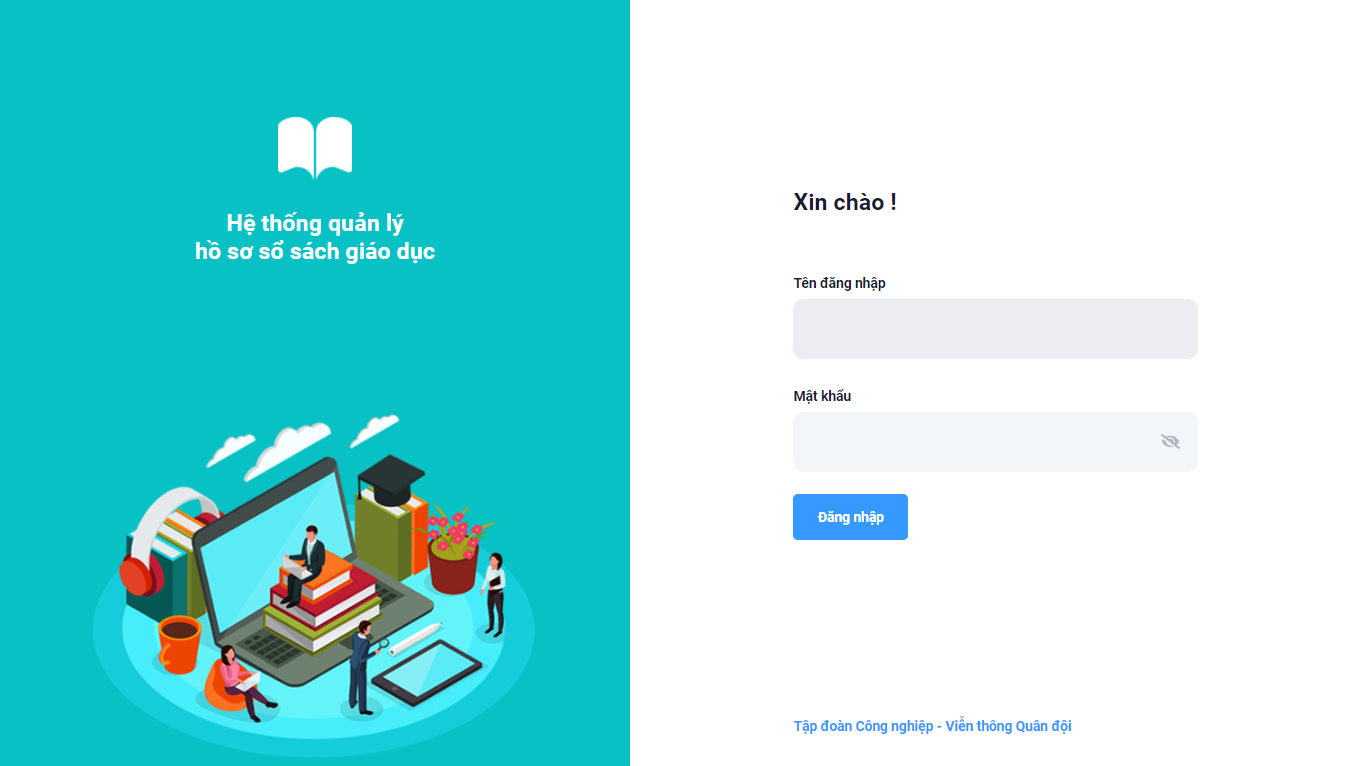 Hệ thống quản lý
hồ sơ sổ sách giáo dục
Xin chào !
Tên đăng nhập
Mật khẩu
Đăng nhập
Tập đoàn Công nghiệp - Viễn thông Quân đội